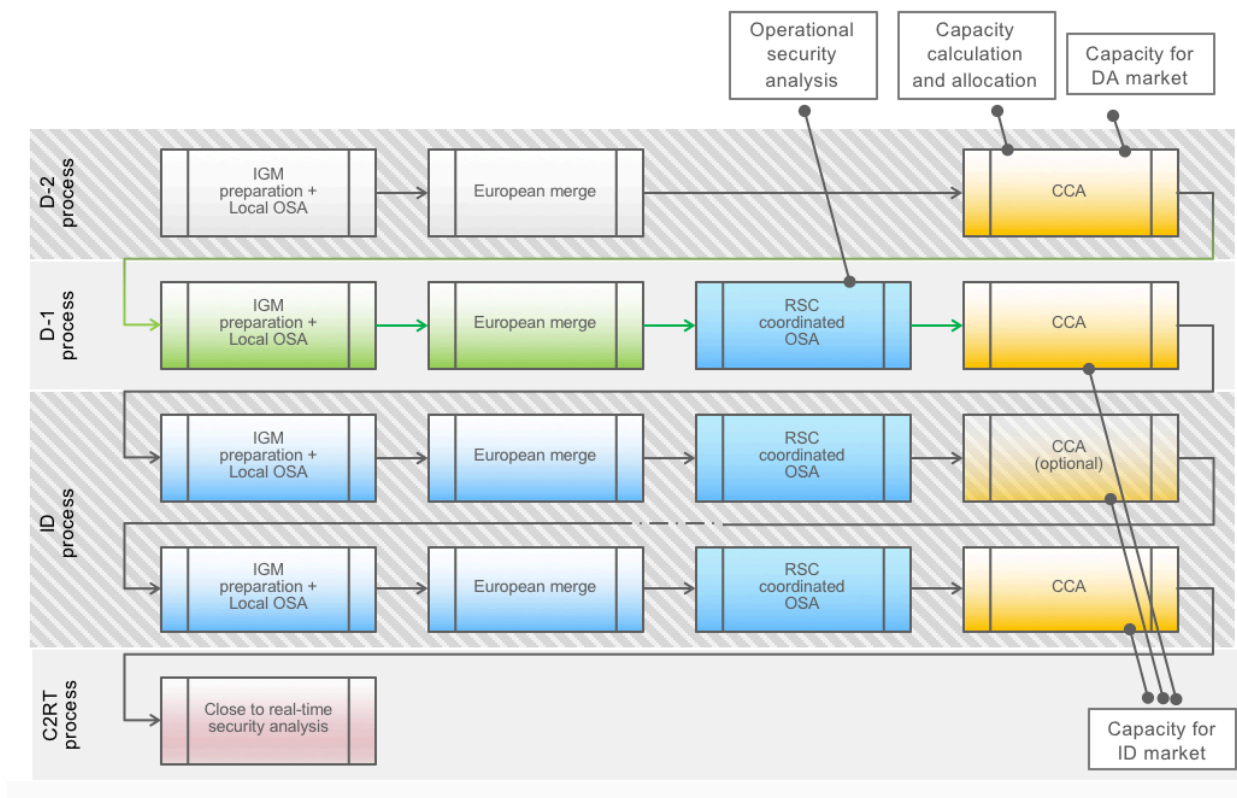 Operational
security
analysis
Capacity
calculation
and allocation
Capacity for
DA market
D-2
process
IGM
preparation +
Local OSA
European merge
CCA
D-1
process
IGM
preparation +
Local OSA
European merge
RSC
coordinated
OSA
CCA
ID
process
IGM
preparation +
Local OSA
European merge
RSC
coordinated
OSA
CCA
(optional)
IGM
preparation +
Local OSA
European merge
RSC
coordinated
OSA
CCA
C2RT
process
Close to real-time
security analysis
Capacity for
ID market